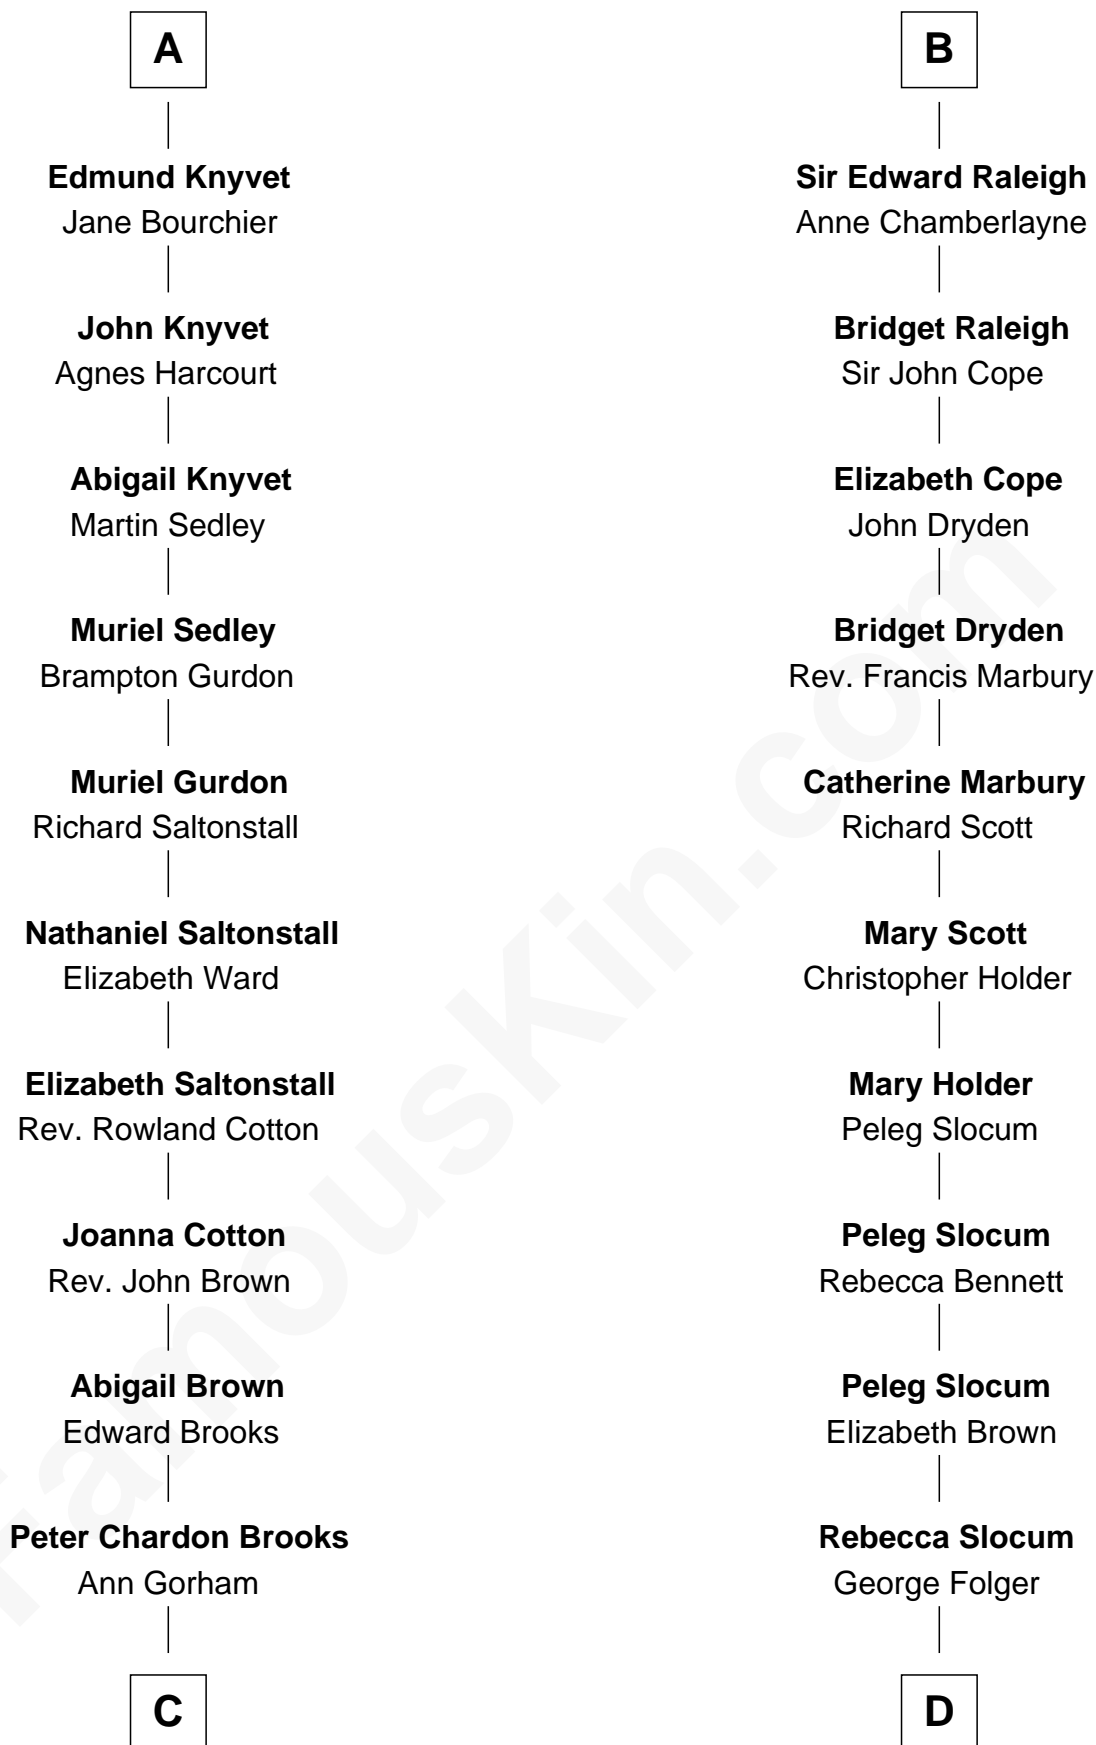 A
Edmund Knyvet
Jane Bourchier
John Knyvet
Agnes Harcourt
Abigail Knyvet
Martin Sedley
Muriel Sedley
Brampton Gurdon
Muriel Gurdon
Richard Saltonstall
Nathaniel Saltonstall
Elizabeth Ward
Elizabeth Saltonstall
Rev. Rowland Cotton
Joanna Cotton
Rev. John Brown
Abigail Brown
Edward Brooks
Peter Chardon Brooks
Ann Gorham
C
B
Sir Edward Raleigh
Anne Chamberlayne
Bridget Raleigh
Sir John Cope
Elizabeth Cope
John Dryden
Bridget Dryden
Rev. Francis Marbury
Catherine Marbury
Richard Scott
Mary Scott
Christopher Holder
Mary Holder
Peleg Slocum
Peleg Slocum
Rebecca Bennett
Peleg Slocum
Elizabeth Brown
Rebecca Slocum
George Folger
D
FamousKin.com